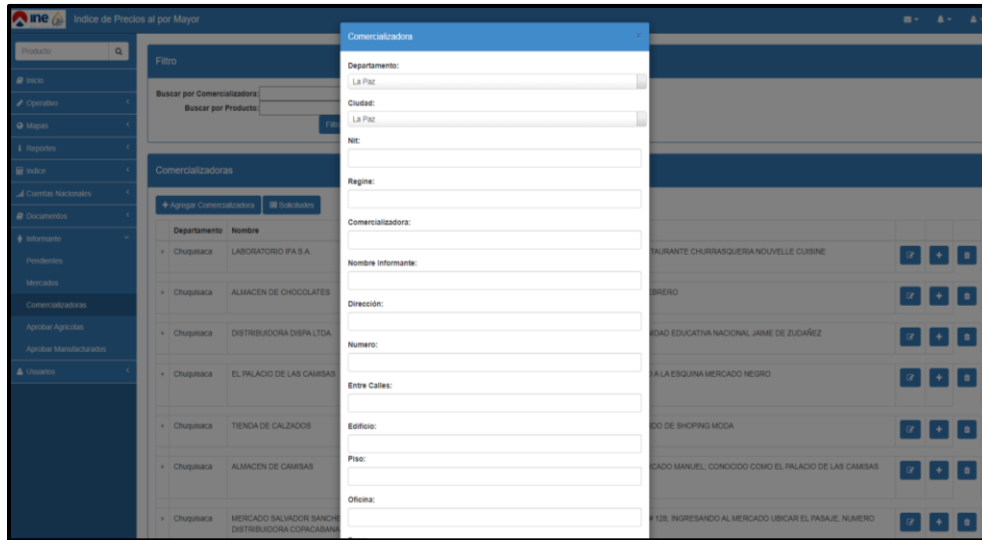 ine Indice de Precios al por Mayor
Producto
Inicio
Operativo
Mapas
Reportes
Indice
Cuentas Nacionales
Documentos
Informante
Pendientes
Mercados
Comercializadoras
Aprobar Agricolas
Aprobar Manufacturados
Usuarios
Filtro
Buscar por Comercializadora:
Buscar por Producto:
Comercializadoras
+ Agregar Comercializadora Solicitudes
Departamento Nombre
Chuquisaca LABORATORIO IFA S.A. TAURANTE CHURRASQUERIA NOUVELLE CUISINE
Chuquisaca ALMACEN DE CHOCOLATES EBRERO
Chuquisaca DISTRIBUIDORA DISPA LTDA. IDAD EDUCATIVA NACIONAL JAIME DE ZUDAÑEZ
Chuquisaca EL PALACIO DE LAS CAMISAS A LA ESQUINA MERCADO NEGRO
Chuquisaca TIENDA DE CALZADOS DO DE SHOPING MODA
Chuquisaca ALMACEN DE CAMISAS CADO MANUEL, CONOCIDO COMO EL PALACIO DE LAS CAMISAS
Chuquisaca MERCADO SALVADOR SANCHE # 128, INGRESANDO AL MERCADO UBICAR EL PASAJE, NUMERO
DISTRIBUIDORA COPACABANA
Comercializadora ×
Departamento:
La Paz
Ciudad:
La Paz
Nit:
Regine:
Comercializadora:
Nombre Informante:
Dirección:
Numero:
Entre Calles:
Edificio:
Piso:
Oficina: